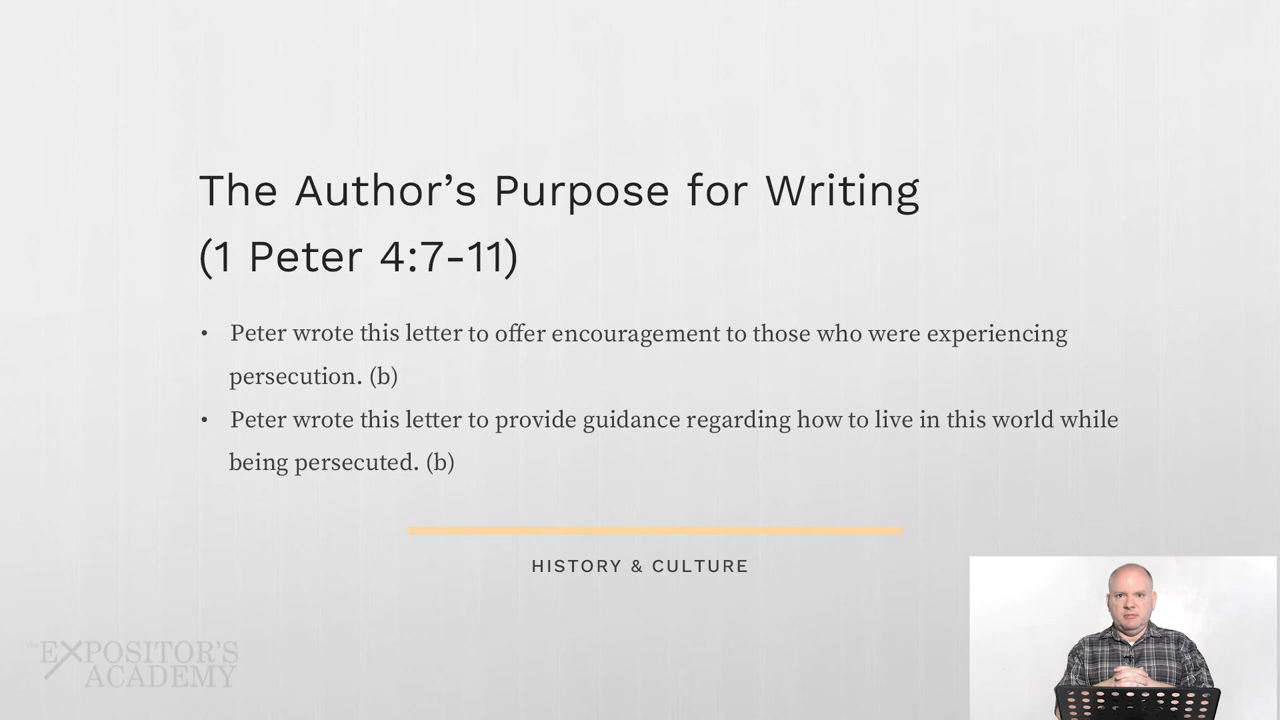 The Author’s Purpose for Writing
(1 Peter 4:7-11)
• Peter wrote this letter to offer encouragement to those who were experiencing
persecution. (b)
• Peter wrote this letter to provide guidance regarding how to live in this world while
being persecuted. (b)
HISTORY & CULTURE
the EXPOSITOR’S
ACADEMY